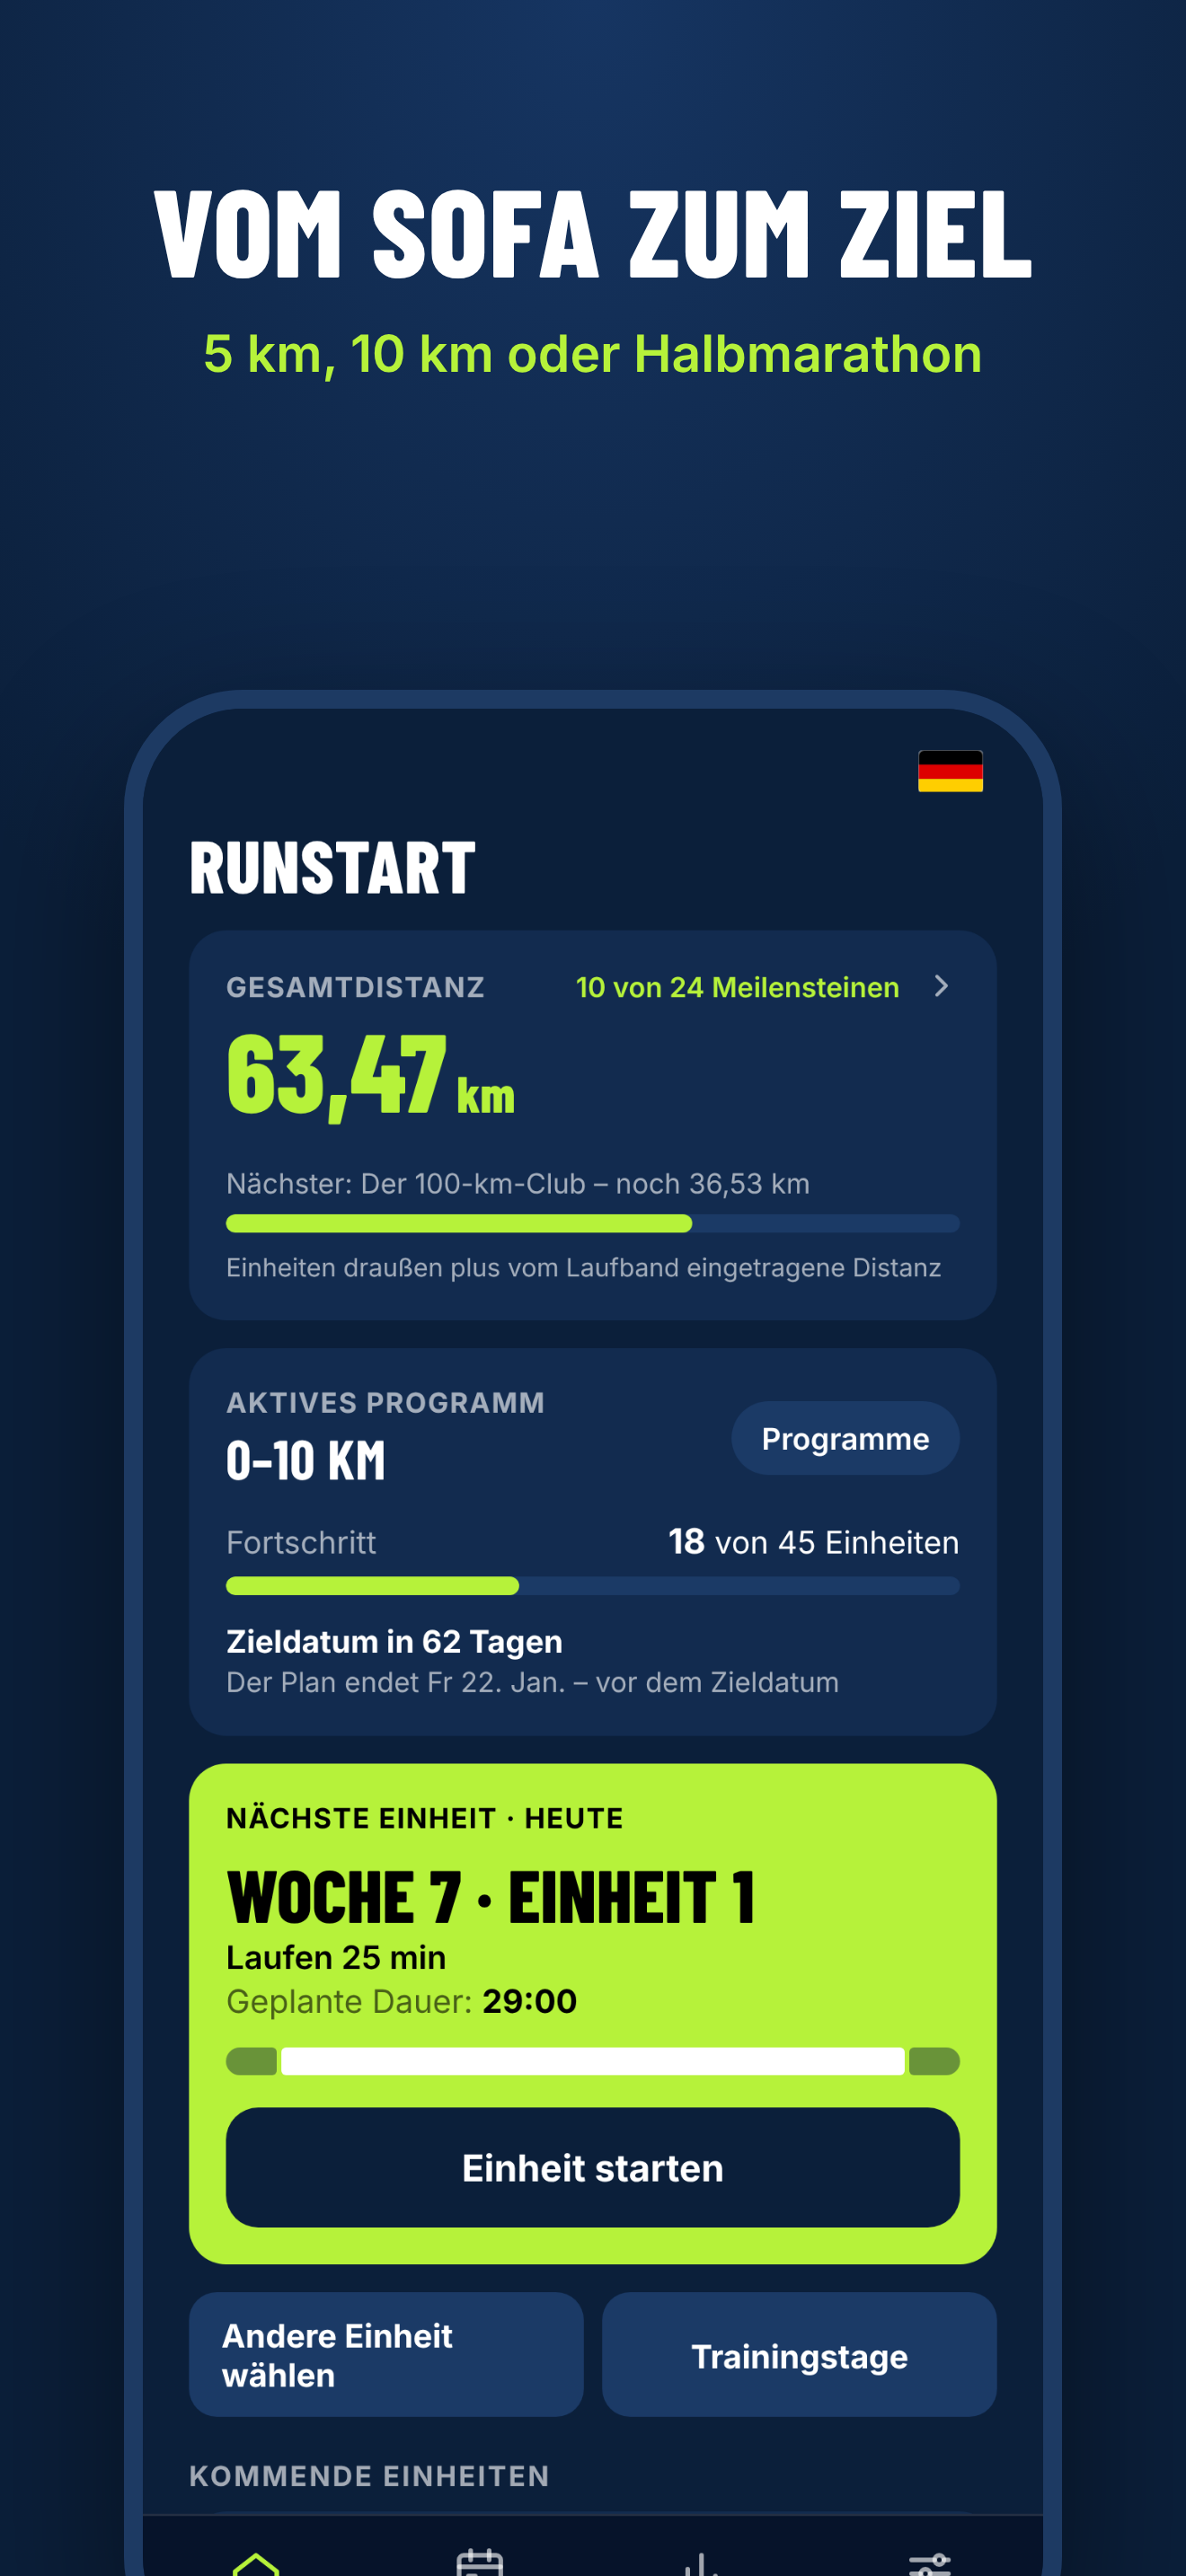 VOM SOFA ZUM ZIEL
5 km, 10 km oder Halbmarathon
RUNSTART
GESAMTDISTANZ 10 von 24 Meilensteinen
63,47 km
Nächster: Der 100-km-Club – noch 36,53 km
Einheiten draußen plus vom Laufband eingetragene Distanz
AKTIVES PROGRAMM
0–10 KM
Programme
Fortschritt 18 von 45 Einheiten
Zieldatum in 62 Tagen
Der Plan endet Fr 22. Jan. – vor dem Zieldatum
NÄCHSTE EINHEIT · HEUTE
WOCHE 7 · EINHEIT 1
Laufen 25 min
Geplante Dauer: 29:00
Einheit starten
Andere Einheit
wählen
Trainingstage
KOMMENDE EINHEITEN